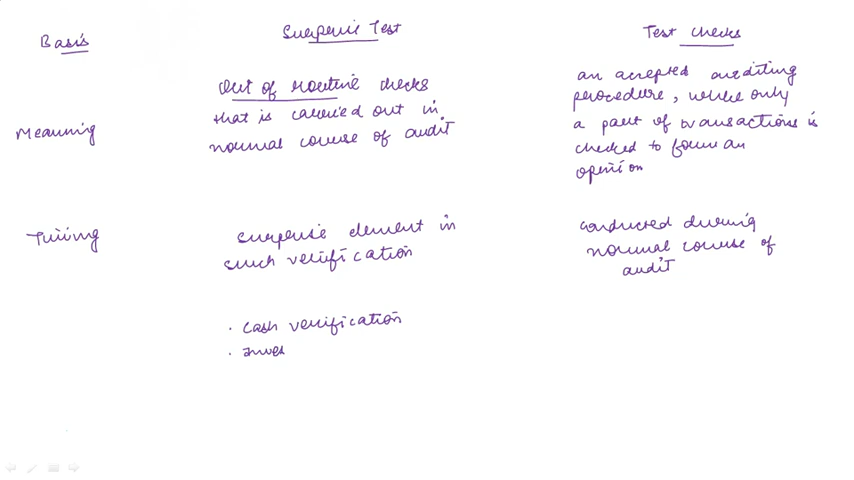 Basis
Surprise Test
Test checks
Meaning
out of routine checks
that is carried out in
normal course of audit
an accepted auditing
procedure, where only
a part of transactions is
checked to form an
opinion
Timing
surprise element in
such verification
conducted during
normal course of
audit
. cash verification
. Inves